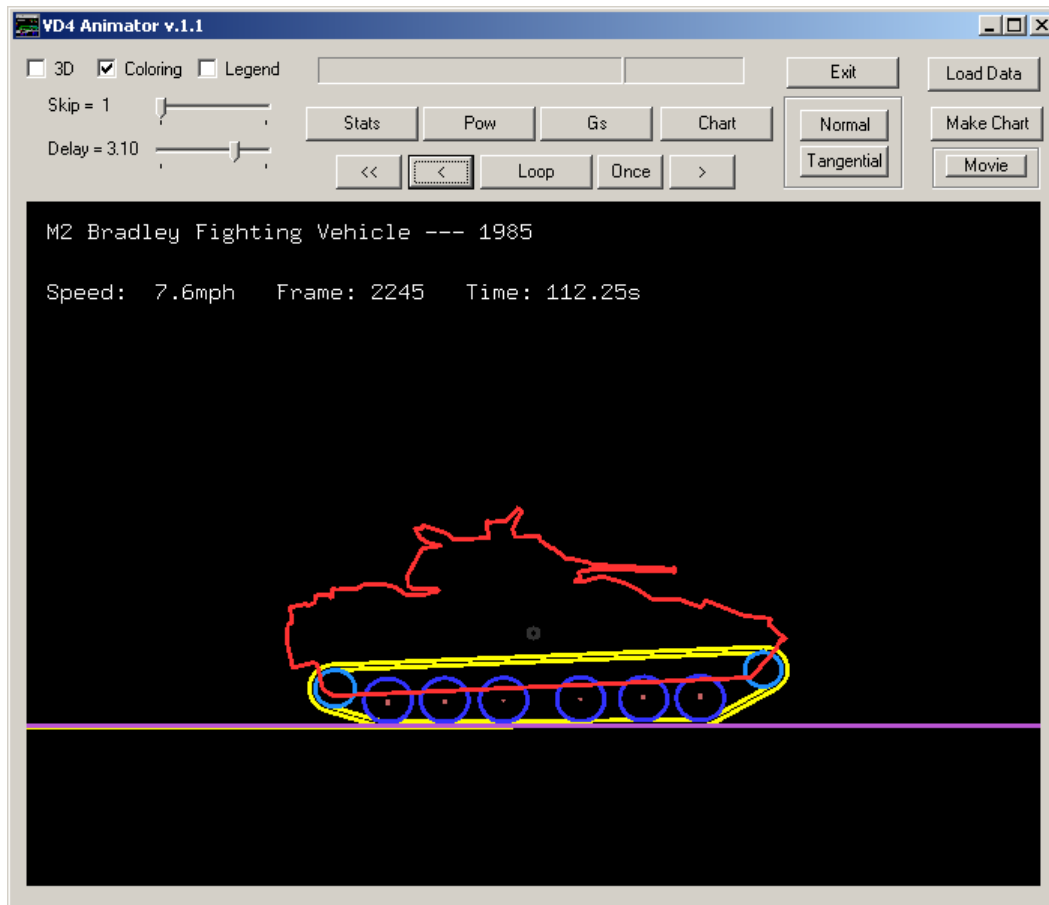 VD4 Animator v.1.1
3D Coloring Legend Exit Load Data
Skip = 1
Stats Pow Gs Chart Normal Make Chart
Delay = 3.10
<< < Loop Once > Tangential Movie
M2 Bradley Fighting Vehicle --- 1985
Speed: 7.6mph Frame: 2245 Time: 112.25s